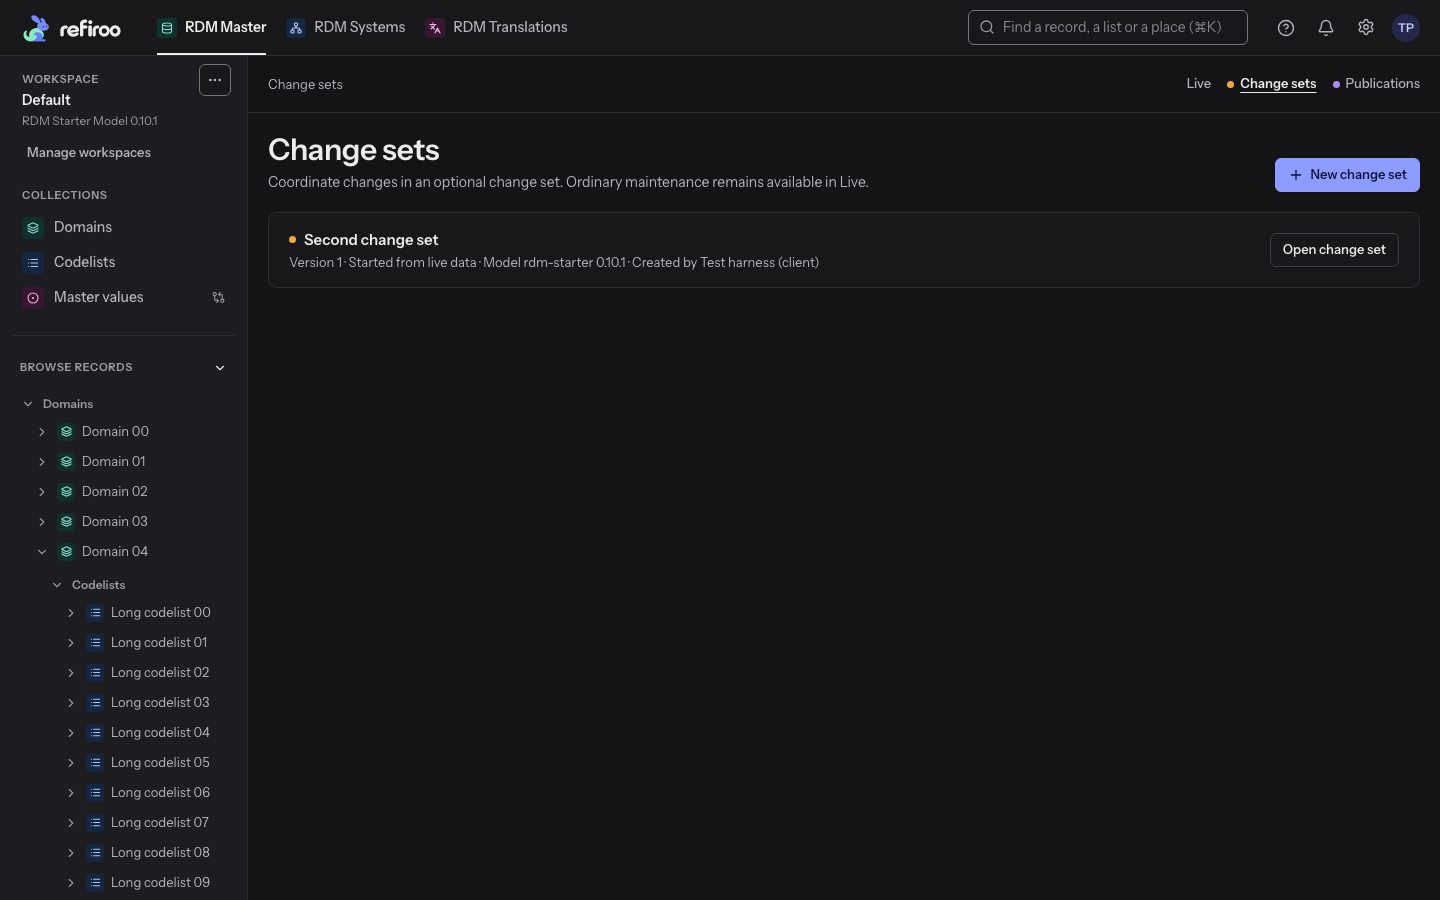 refiroo
RDM Master
RDM Systems
RDM Translations
Find a record, a list or a place (⌘K)
TP
WORKSPACE
Default
RDM Starter Model 0.10.1
Manage workspaces
COLLECTIONS
Domains
Codelists
Master values
BROWSE RECORDS
Domains
Domain 00
Domain 01
Domain 02
Domain 03
Domain 04
Codelists
Long codelist 00
Long codelist 01
Long codelist 02
Long codelist 03
Long codelist 04
Long codelist 05
Long codelist 06
Long codelist 07
Long codelist 08
Long codelist 09
Change sets
Live
Change sets
Publications
Change sets
Coordinate changes in an optional change set. Ordinary maintenance remains available in Live.
New change set
Second change set
Version 1 · Started from live data · Model rdm-starter 0.10.1 · Created by Test harness (client)
Open change set